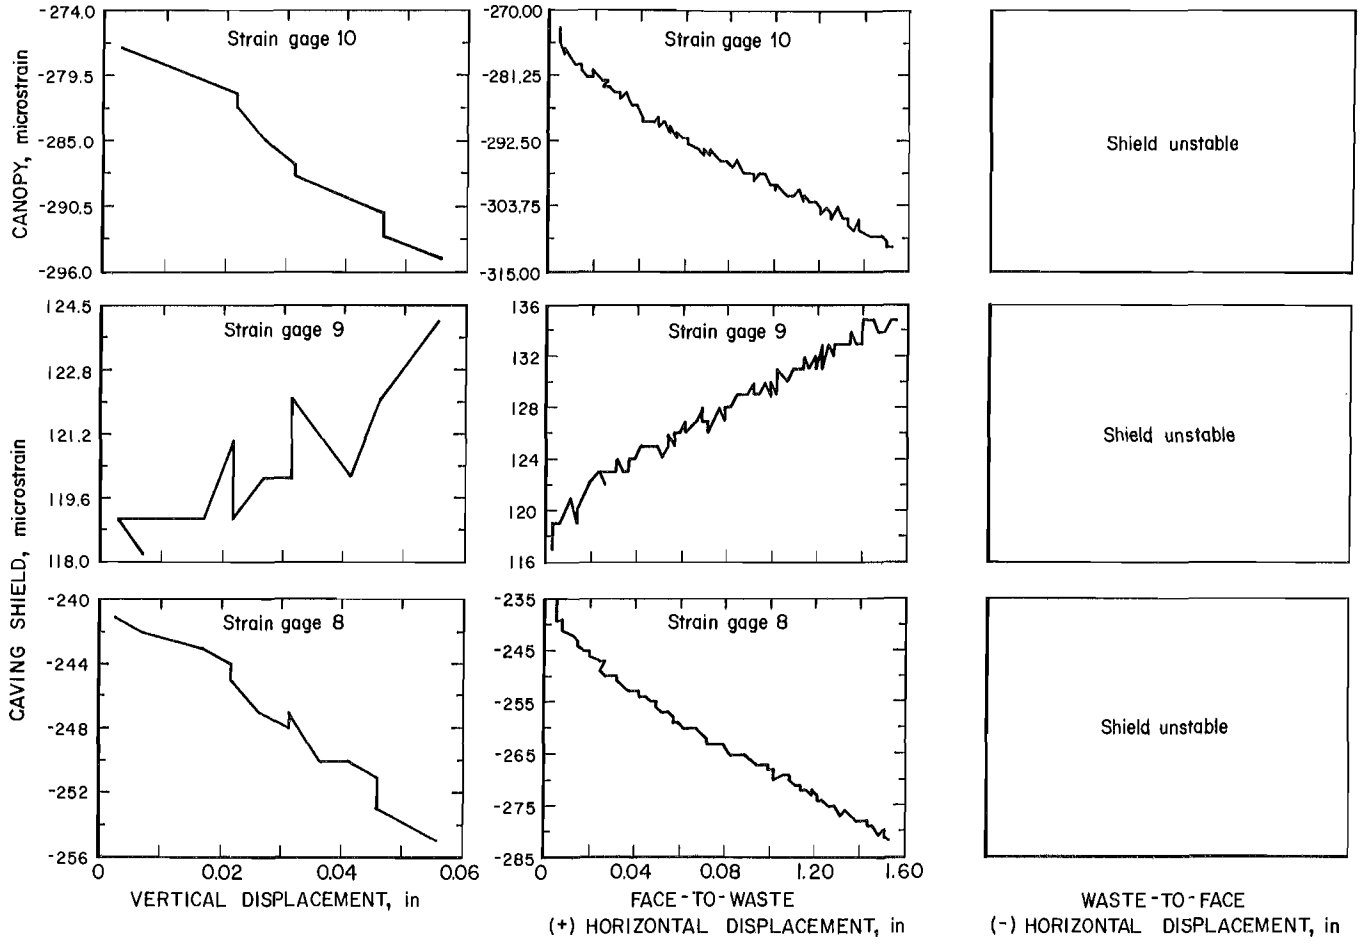 CANOPY, microstrain
-274.0
-279.5
-285.0
-290.5
-296.0
Strain gage 10
-270.00
-281.25
-292.50
-303.75
-315.00
Strain gage 10
Shield unstable
CAVING SHIELD, microstrain
124.5
122.8
121.2
119.6
118.0
Strain gage 9
136
132
128
124
120
116
Strain gage 9
Shield unstable
-240
-244
-248
-252
-256
Strain gage 8
0 0.02 0.04 0.06
VERTICAL DISPLACEMENT, in
-235
-245
-255
-265
-275
-285
Strain gage 8
0 0.04 0.08 0.08 1.20 1.60
FACE-TO-WASTE
(+) HORIZONTAL DISPLACEMENT, in
Shield unstable
WASTE-TO-FACE
(-) HORIZONTAL DISPLACEMENT, in